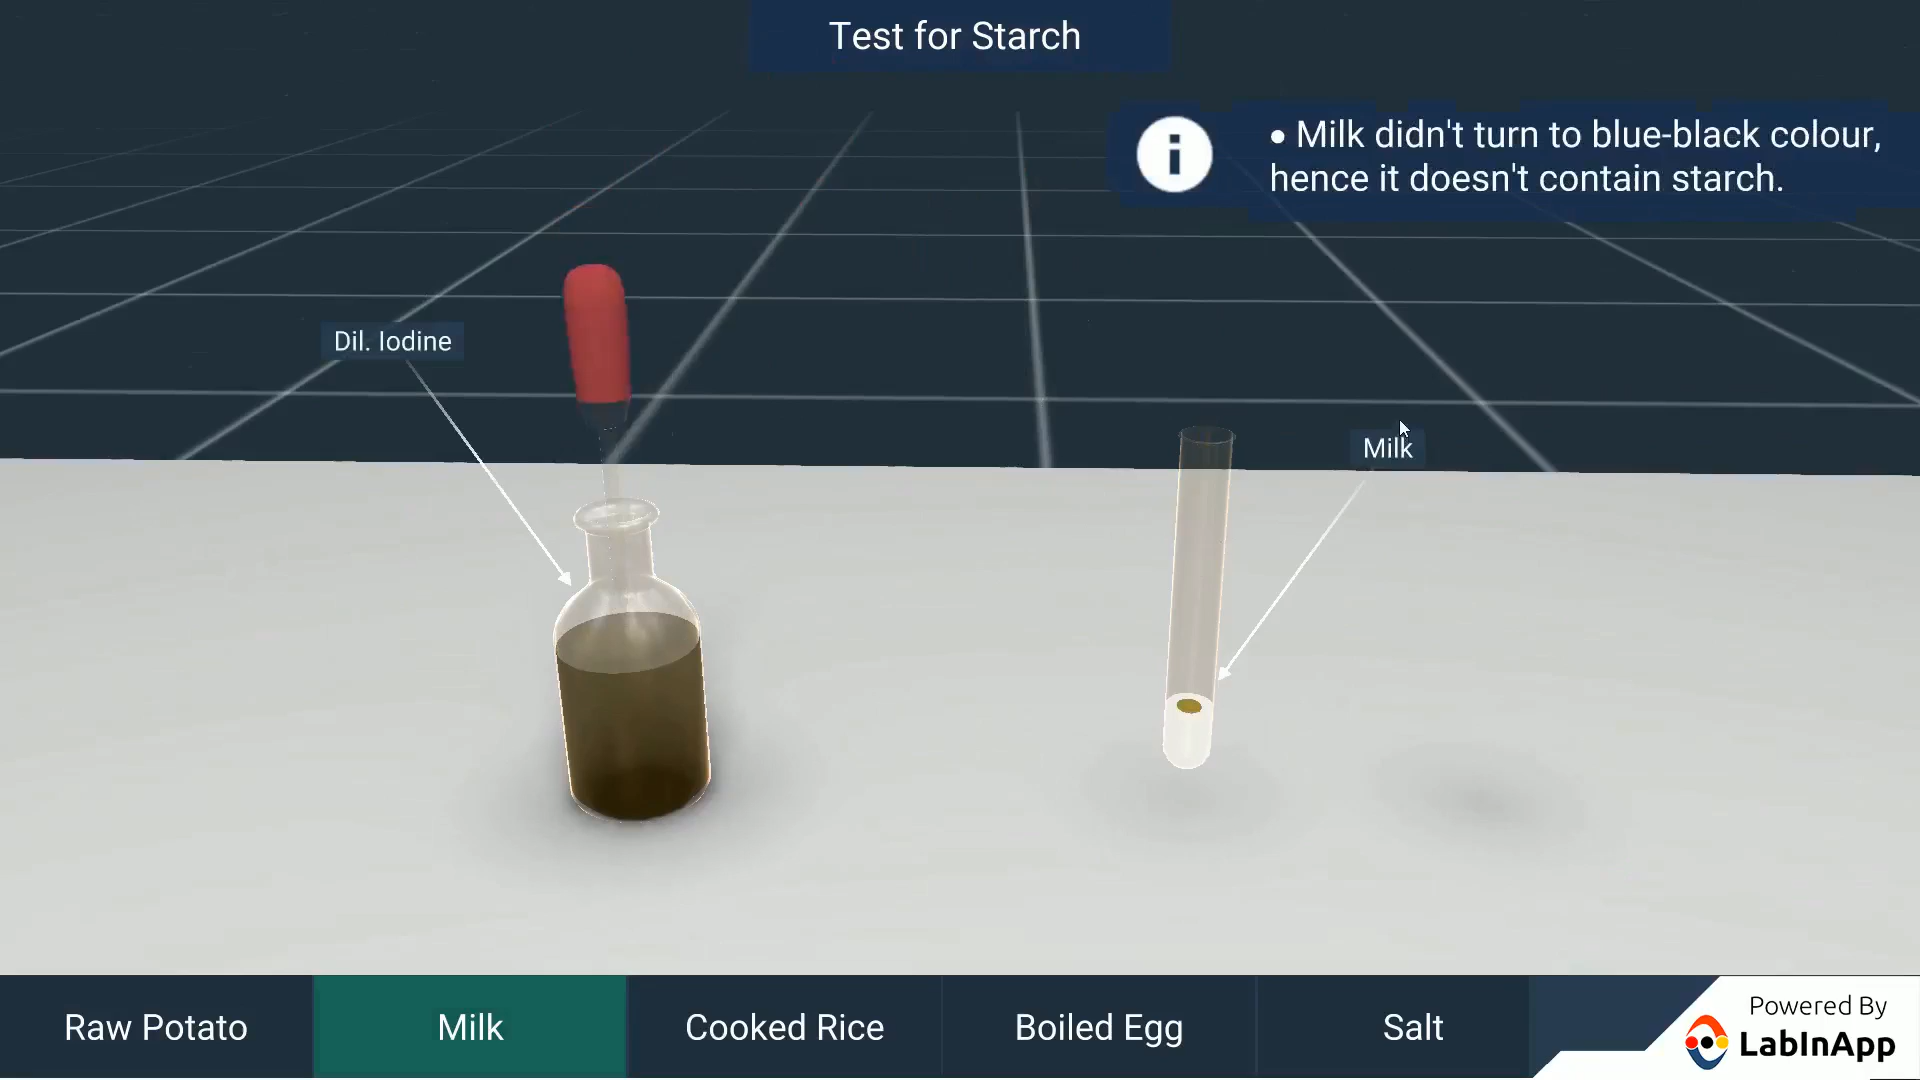 Test for Starch
• Milk didn't turn to blue-black colour,
hence it doesn't contain starch.
Dil. Iodine
Milk
Raw Potato
Milk
Cooked Rice
Boiled Egg
Salt
Powered By
LabInApp